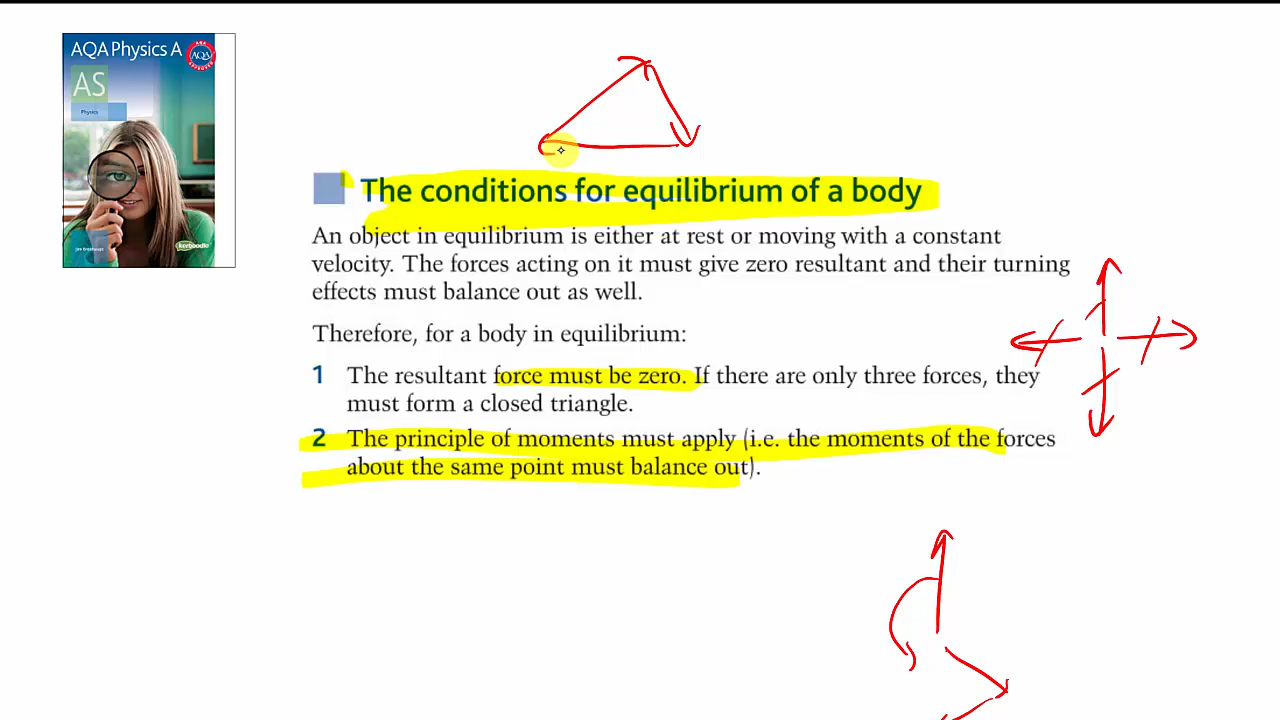 AQA Physics A
AQA
AS
Physics
kerboodle
The conditions for equilibrium of a body
An object in equilibrium is either at rest or moving with a constant
velocity. The forces acting on it must give zero resultant and their turning
effects must balance out as well.
Therefore, for a body in equilibrium:
1 The resultant force must be zero. If there are only three forces, they
must form a closed triangle.
2 The principle of moments must apply (i.e. the moments of the forces
about the same point must balance out).